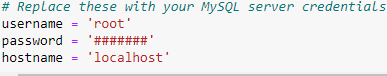 # Replace these with your MySQL server credentials
username = 'root'
password = '#######'
hostname = 'localhost'